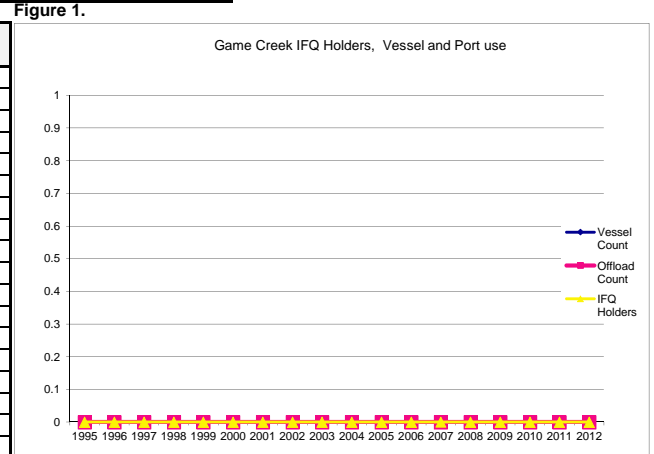 Figure 1.
Game Creek IFQ Holders, Vessel and Port use
1
0.9
0.8
0.7
0.6
0.5
0.4
0.3
0.2
0.1
0
1995 1996 1997 1998 1999 2000 2001 2002 2003 2004 2005 2006 2007 2008 2009 2010 2011 2012
Vessel
Count
Offload
Count
IFQ
Holders